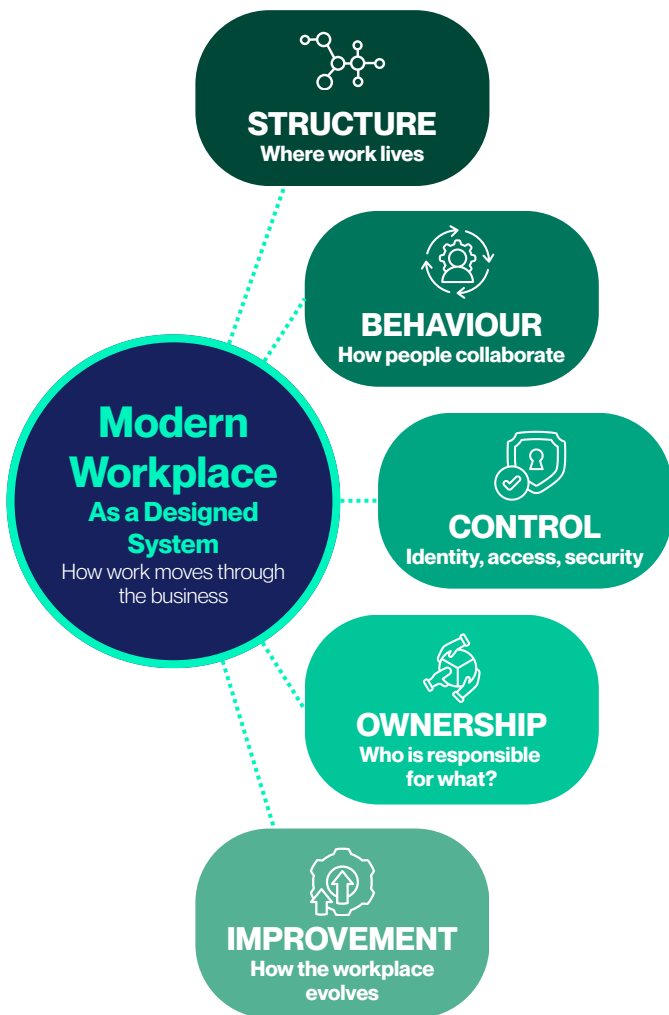 STRUCTURE
Where work lives
BEHAVIOUR
How people collaborate
Modern
Workplace
As a Designed
System
How work moves through
the business
CONTROL
Identity, access, security
OWNERSHIP
Who is responsible
for what?
IMPROVEMENT
How the workplace
evolves